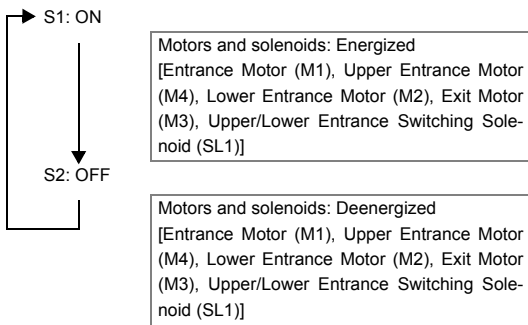 S1: ON
Motors and solenoids: Energized
[Entrance Motor (M1), Upper Entrance Motor
(M4), Lower Entrance Motor (M2), Exit Motor
(M3), Upper/Lower Entrance Switching Sole-
noid (SL1)]
S2: OFF
Motors and solenoids: Deenergized
[Entrance Motor (M1), Upper Entrance Motor
(M4), Lower Entrance Motor (M2), Exit Motor
(M3), Upper/Lower Entrance Switching Sole-
noid (SL1)]